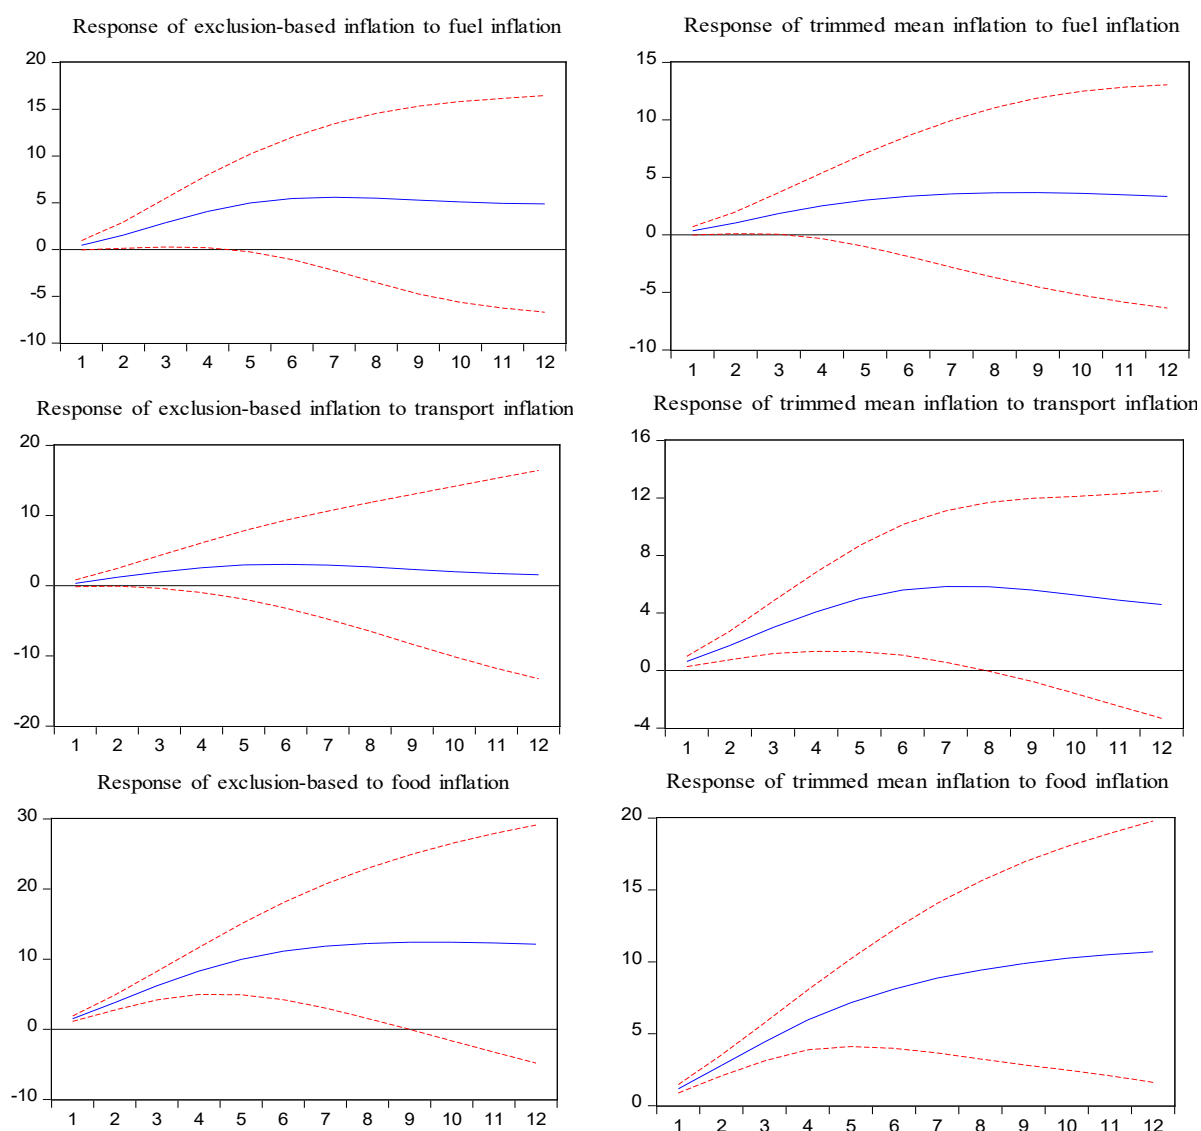 Response of exclusion-based inflation to fuel inflation
20
15
10
5
0
-5
-10
1 2 3 4 5 6 7 8 9 10 11 12
Response of trimmed mean inflation to fuel inflation
15
10
5
0
-5
-10
1 2 3 4 5 6 7 8 9 10 11 12
Response of exclusion-based inflation to transport inflation
20
10
0
-10
-20
1 2 3 4 5 6 7 8 9 10 11 12
Response of trimmed mean inflation to transport inflation
16
12
8
4
0
-4
1 2 3 4 5 6 7 8 9 10 11 12
Response of exclusion-based to food inflation
30
20
10
0
-10
1 2 3 4 5 6 7 8 9 10 11 12
Response of trimmed mean inflation to food inflation
20
15
10
5
0
1 2 3 4 5 6 7 8 9 10 11 12